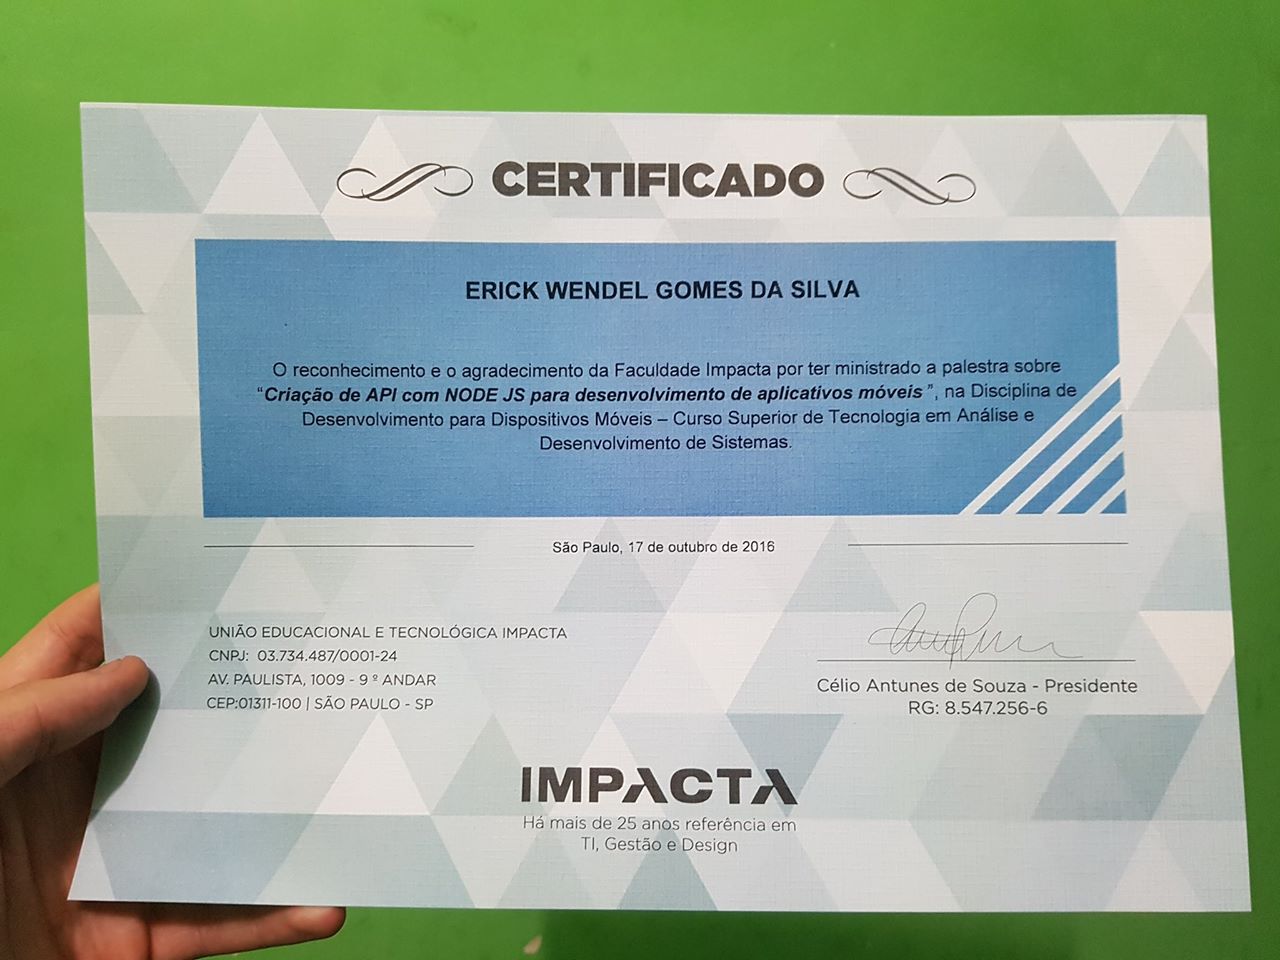 CERTIFICADO
ERICK WENDEL GOMES DA SILVA
O reconhecimento e o agradecimento da Faculdade Impacta por ter ministrado a palestra sobre
“Criação de API com NODE JS para desenvolvimento de aplicativos móveis”, na Disciplina de
Desenvolvimento para Dispositivos Móveis – Curso Superior de Tecnologia em Análise e
Desenvolvimento de Sistemas.
São Paulo, 17 de outubro de 2016
UNIÃO EDUCACIONAL E TECNOLÓGICA IMPACTA
CNPJ: 03.734.487/0001-24
AV. PAULISTA, 1009 - 9 º ANDAR
CEP:01311-100 | SÃO PAULO - SP
Célio Antunes de Souza - Presidente
RG: 8.547.256-6
IMPACTA
Há mais de 25 anos referência em
TI, Gestão e Design